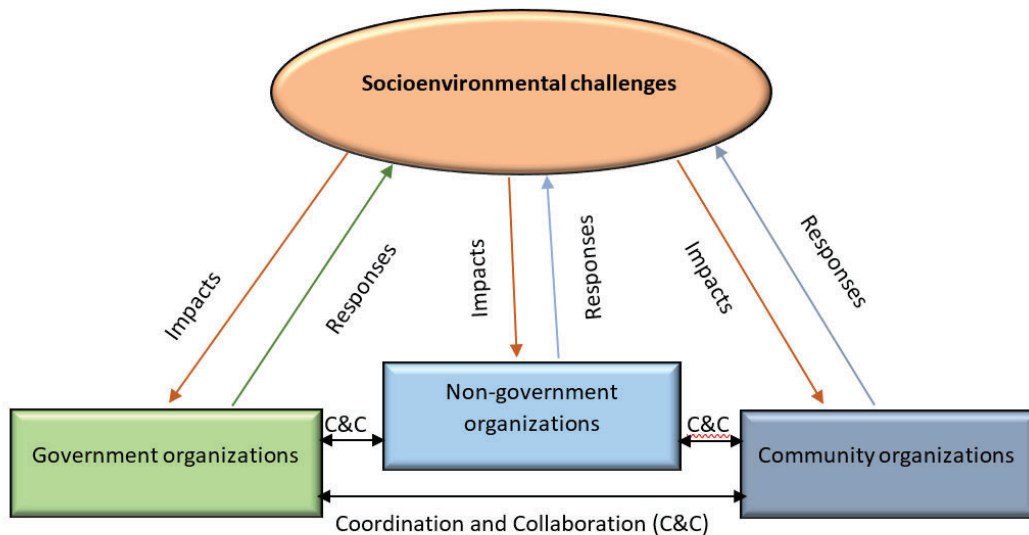 Socioenvironmental challenges
Impacts
Responses
Impacts
Responses
Impacts
Responses
Non-government
organizations
C&C
C&C
Government organizations
Community organizations
Coordination and Collaboration (C&C)